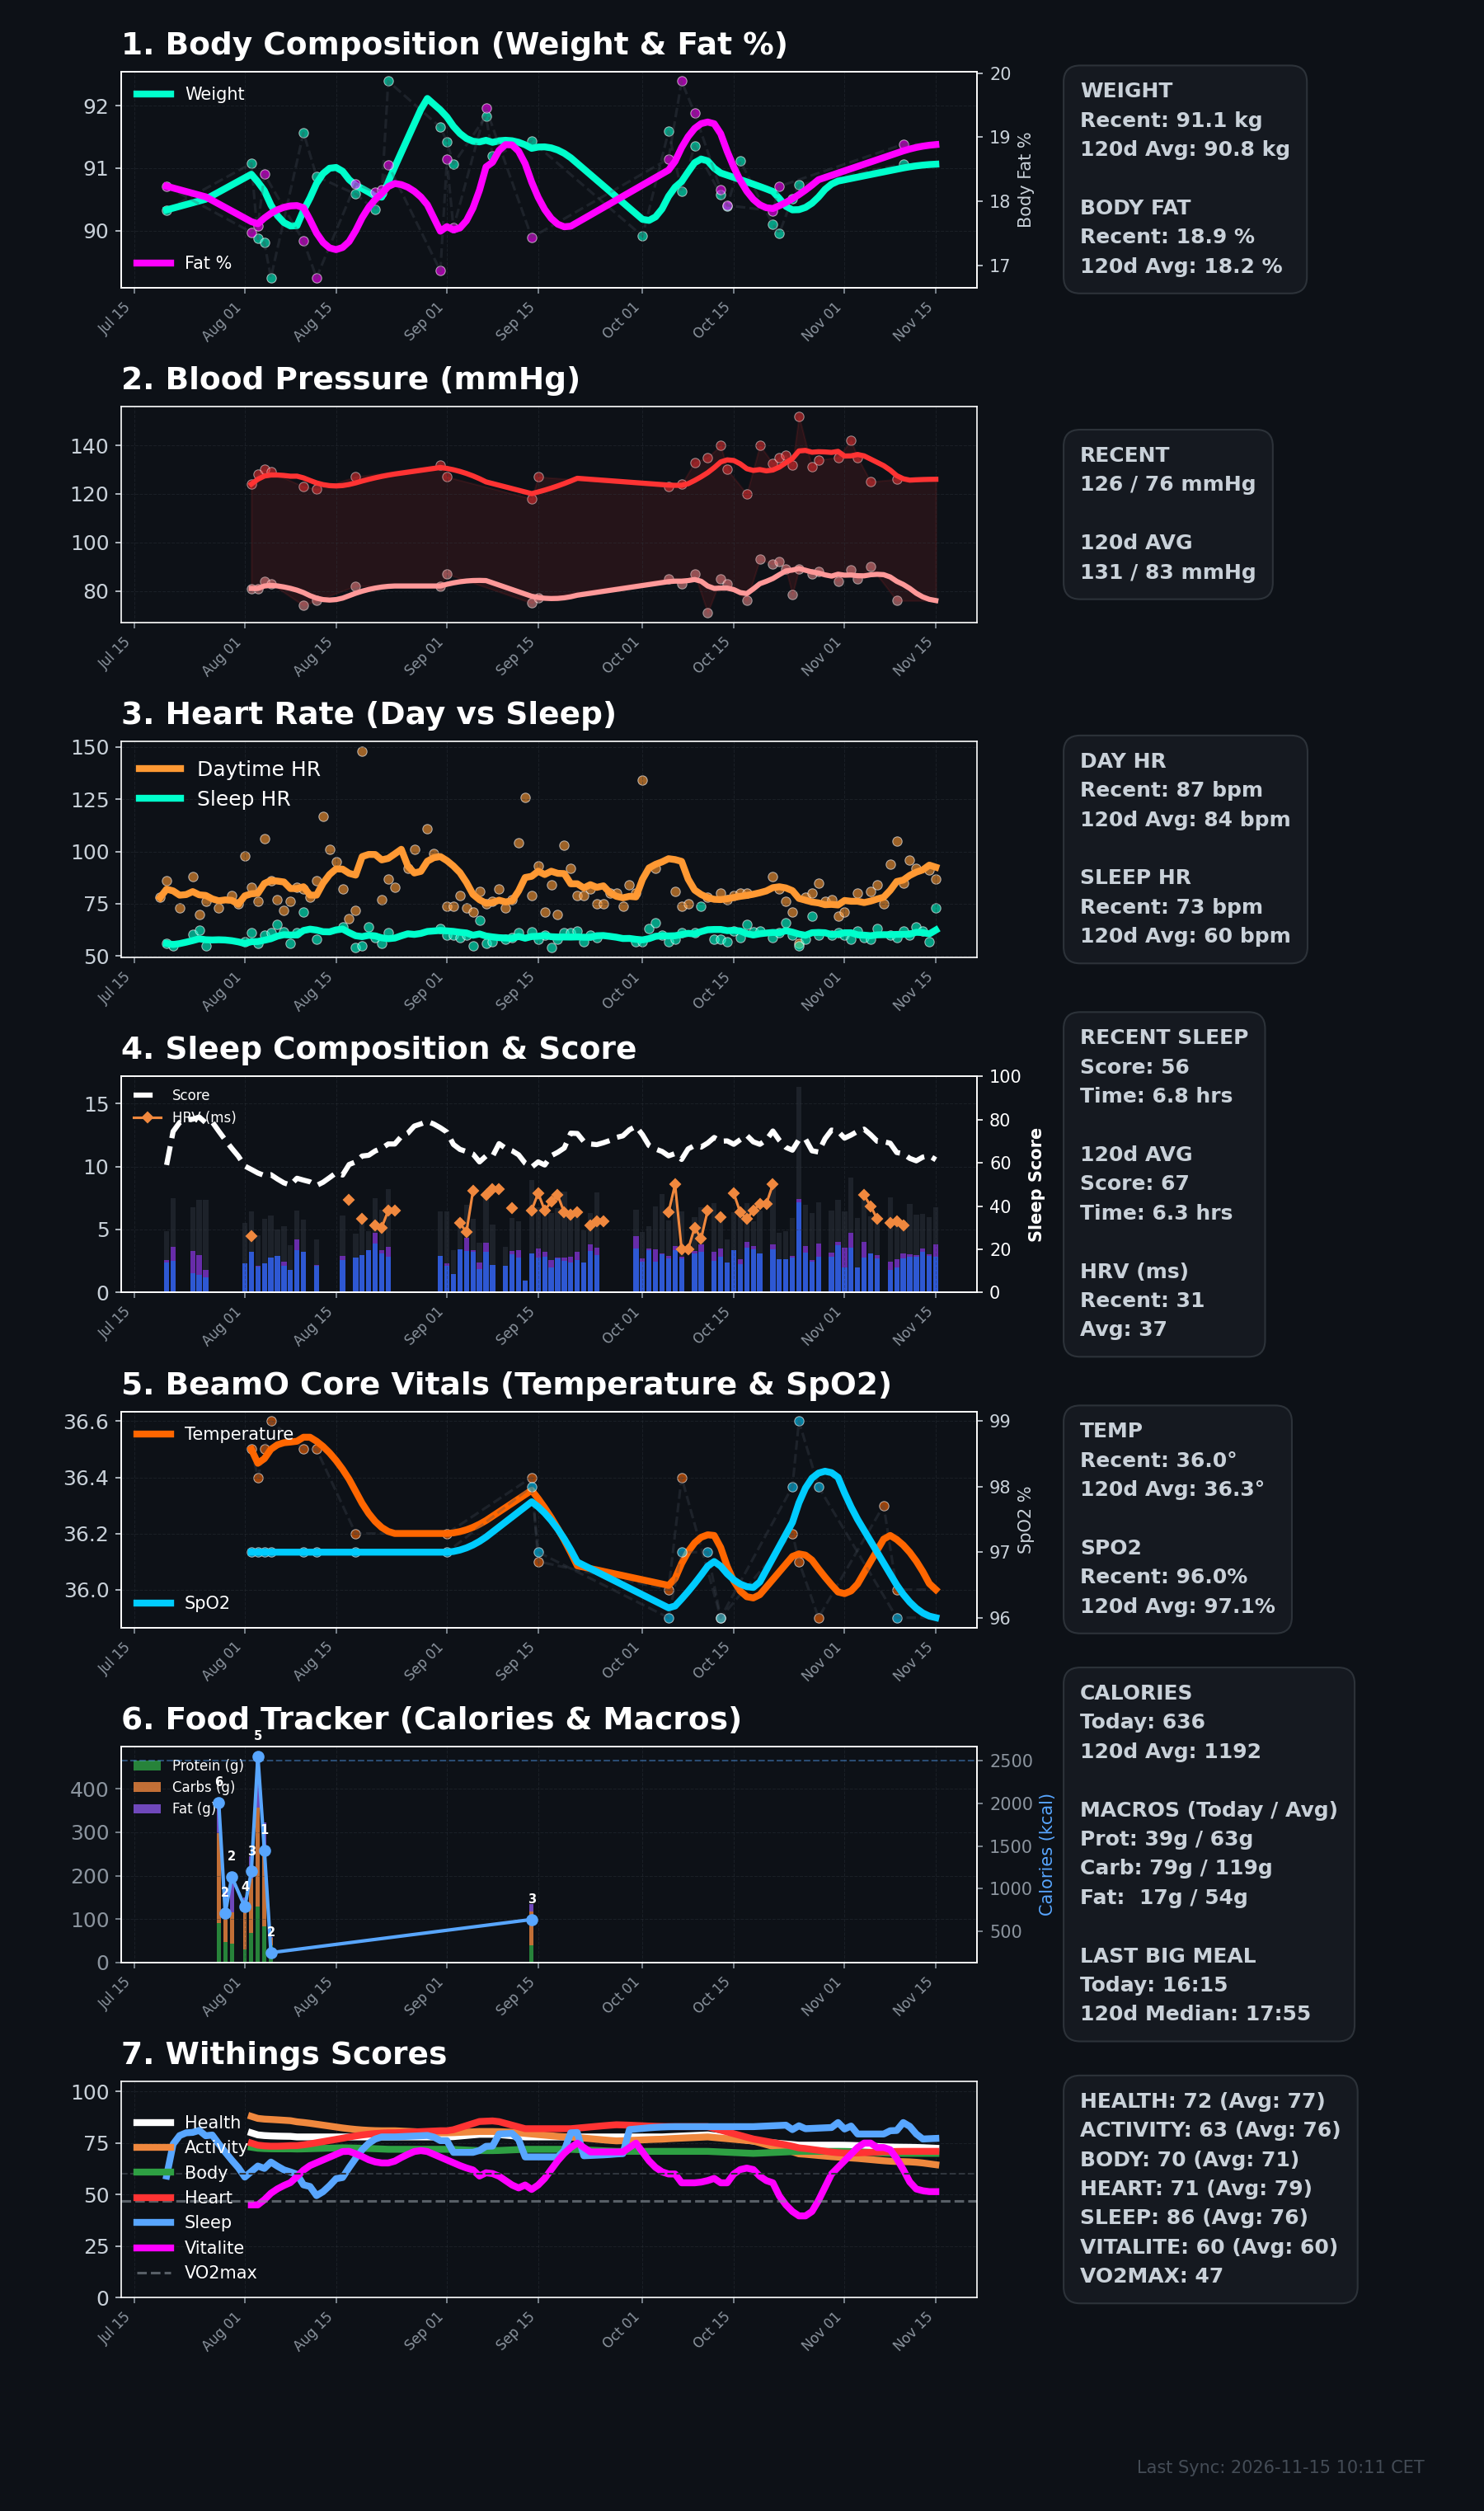 1. Body Composition (Weight & Fat %)
Weight
Fat %
92
91
90
20
19
18
17
Body Fat %
Jul 15
Aug 01
Aug 15
Sep 01
Sep 15
Oct 01
Oct 15
Nov 01
Nov 15
WEIGHT
Recent: 91.1 kg
120d Avg: 90.8 kg
BODY FAT
Recent: 18.9 %
120d Avg: 18.2 %
2. Blood Pressure (mmHg)
140
120
100
80
Jul 15
Aug 01
Aug 15
Sep 01
Sep 15
Oct 01
Oct 15
Nov 01
Nov 15
RECENT
126 / 76 mmHg
120d AVG
131 / 83 mmHg
3. Heart Rate (Day vs Sleep)
Daytime HR
Sleep HR
150
125
100
75
50
Jul 15
Aug 01
Aug 15
Sep 01
Sep 15
Oct 01
Oct 15
Nov 01
Nov 15
DAY HR
Recent: 87 bpm
120d Avg: 84 bpm
SLEEP HR
Recent: 73 bpm
120d Avg: 60 bpm
4. Sleep Composition & Score
Score
HRV (ms)
15
10
5
0
100
80
60
40
20
0
Sleep Score
Jul 15
Aug 01
Aug 15
Sep 01
Sep 15
Oct 01
Oct 15
Nov 01
Nov 15
RECENT SLEEP
Score: 56
Time: 6.8 hrs
120d AVG
Score: 67
Time: 6.3 hrs
HRV (ms)
Recent: 31
Avg: 37
5. BeamO Core Vitals (Temperature & SpO2)
Temperature
SpO2
36.6
36.4
36.2
36.0
99
98
97
96
SpO2 %
Jul 15
Aug 01
Aug 15
Sep 01
Sep 15
Oct 01
Oct 15
Nov 01
Nov 15
TEMP
Recent: 36.0°
120d Avg: 36.3°
SPO2
Recent: 96.0%
120d Avg: 97.1%
6. Food Tracker (Calories & Macros)
Protein (g)
Carbs (g)
Fat (g)
400
300
200
100
0
6
2
2
4
3
5
1
2
3
2500
2000
1500
1000
500
Calories (kcal)
Jul 15
Aug 01
Aug 15
Sep 01
Sep 15
Oct 01
Oct 15
Nov 01
Nov 15
CALORIES
Today: 636
120d Avg: 1192
MACROS (Today / Avg)
Prot: 39g / 63g
Carb: 79g / 119g
Fat:  17g / 54g
LAST BIG MEAL
Today: 16:15
120d Median: 17:55
7. Withings Scores
Health
Activity
Body
Heart
Sleep
Vitalite
VO2max
100
75
50
25
0
Jul 15
Aug 01
Aug 15
Sep 01
Sep 15
Oct 01
Oct 15
Nov 01
Nov 15
HEALTH: 72 (Avg: 77)
ACTIVITY: 63 (Avg: 76)
BODY: 70 (Avg: 71)
HEART: 71 (Avg: 79)
SLEEP: 86 (Avg: 76)
VITALITE: 60 (Avg: 60)
VO2MAX: 47
Last Sync: 2026-11-15 10:11 CET